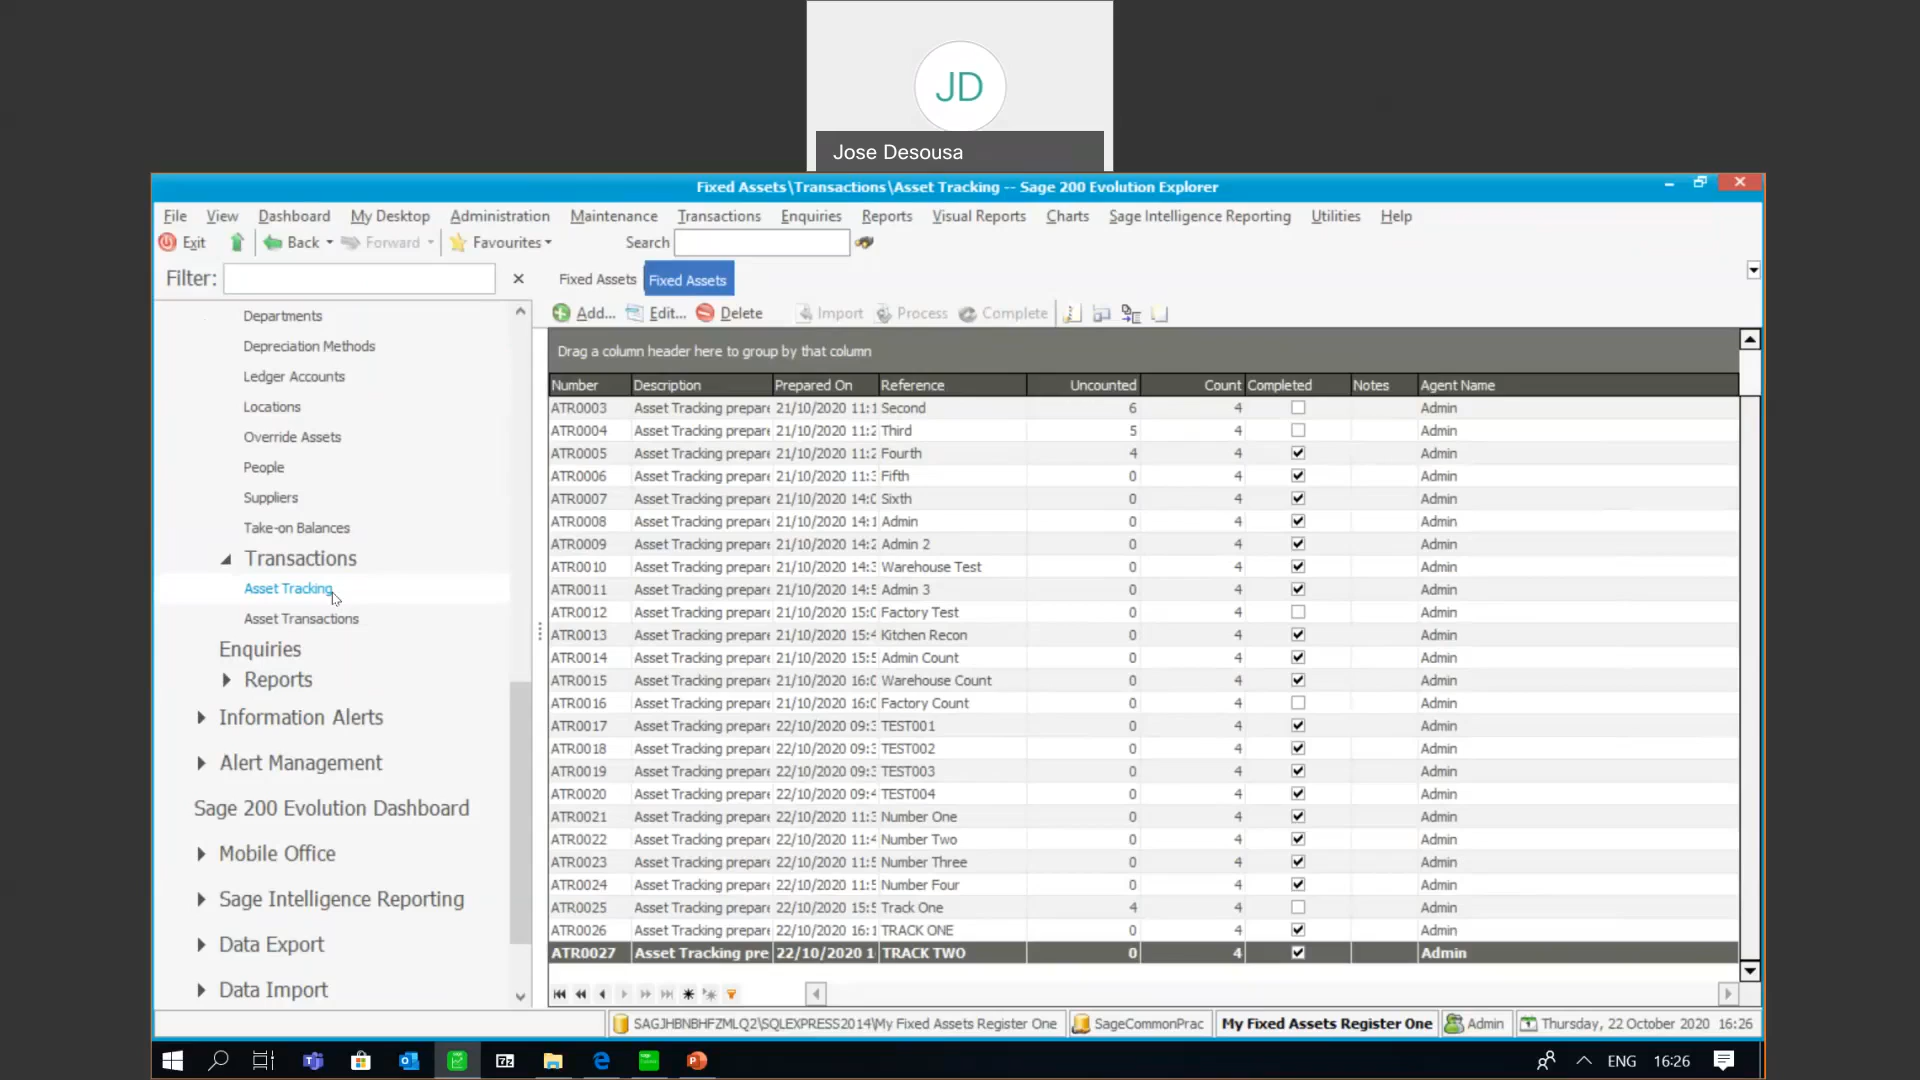 JD
Jose Desousa
Fixed Assets\Transactions\Asset Tracking -- Sage 200 Evolution Explorer
File View Dashboard My Desktop Administration Maintenance Transactions Enquiries Reports Visual Reports Charts Sage Intelligence Reporting Utilities Help
Exit Back Forward Favourites Search
Filter: Fixed Assets Fixed Assets
Add... Edit... Delete Import Process Complete
Departments
Depreciation Methods
Ledger Accounts
Locations
Override Assets
People
Suppliers
Take-on Balances
Transactions
Asset Tracking
Asset Transactions
Enquiries
Reports
Information Alerts
Alert Management
Sage 200 Evolution Dashboard
Mobile Office
Sage Intelligence Reporting
Data Export
Data Import
Drag a column header here to group by that column
Number Description Prepared On Reference Uncounted Count Completed Notes Agent Name
ATR0003 Asset Tracking prepare 21/10/2020 11:1 Second 6 4 Admin
ATR0004 Asset Tracking prepare 21/10/2020 11:2 Third 5 4 Admin
ATR0005 Asset Tracking prepare 21/10/2020 11:2 Fourth 4 4 Admin
ATR0006 Asset Tracking prepare 21/10/2020 11:3 Fifth 0 4 Admin
ATR0007 Asset Tracking prepare 21/10/2020 14:0 Sixth 0 4 Admin
ATR0008 Asset Tracking prepare 21/10/2020 14:1 Admin 0 4 Admin
ATR0009 Asset Tracking prepare 21/10/2020 14:2 Admin 2 0 4 Admin
ATR0010 Asset Tracking prepare 21/10/2020 14:3 Warehouse Test 0 4 Admin
ATR0011 Asset Tracking prepare 21/10/2020 14:5 Admin 3 0 4 Admin
ATR0012 Asset Tracking prepare 21/10/2020 15:0 Factory Test 0 4 Admin
ATR0013 Asset Tracking prepare 21/10/2020 15:4 Kitchen Recon 0 4 Admin
ATR0014 Asset Tracking prepare 21/10/2020 15:5 Admin Count 0 4 Admin
ATR0015 Asset Tracking prepare 21/10/2020 16:0 Warehouse Count 0 4 Admin
ATR0016 Asset Tracking prepare 21/10/2020 16:0 Factory Count 0 4 Admin
ATR0017 Asset Tracking prepare 22/10/2020 09:3 TEST001 0 4 Admin
ATR0018 Asset Tracking prepare 22/10/2020 09:3 TEST002 0 4 Admin
ATR0019 Asset Tracking prepare 22/10/2020 09:3 TEST003 0 4 Admin
ATR0020 Asset Tracking prepare 22/10/2020 09:4 TEST004 0 4 Admin
ATR0021 Asset Tracking prepare 22/10/2020 11:3 Number One 0 4 Admin
ATR0022 Asset Tracking prepare 22/10/2020 11:4 Number Two 0 4 Admin
ATR0023 Asset Tracking prepare 22/10/2020 11:5 Number Three 0 4 Admin
ATR0024 Asset Tracking prepare 22/10/2020 11:5 Number Four 0 4 Admin
ATR0025 Asset Tracking prepare 22/10/2020 15:5 Track One 4 4 Admin
ATR0026 Asset Tracking prepare 22/10/2020 16:1 TRACK ONE 0 4 Admin
ATR0027 Asset Tracking pre 22/10/2020 1 TRACK TWO 0 4 Admin
SAGJHBNBHFZMLQ2\SQLEXPRESS2014\My Fixed Assets Register One SageCommonPrac My Fixed Assets Register One Admin Thursday, 22 October 2020 16:26
ENG 16:26